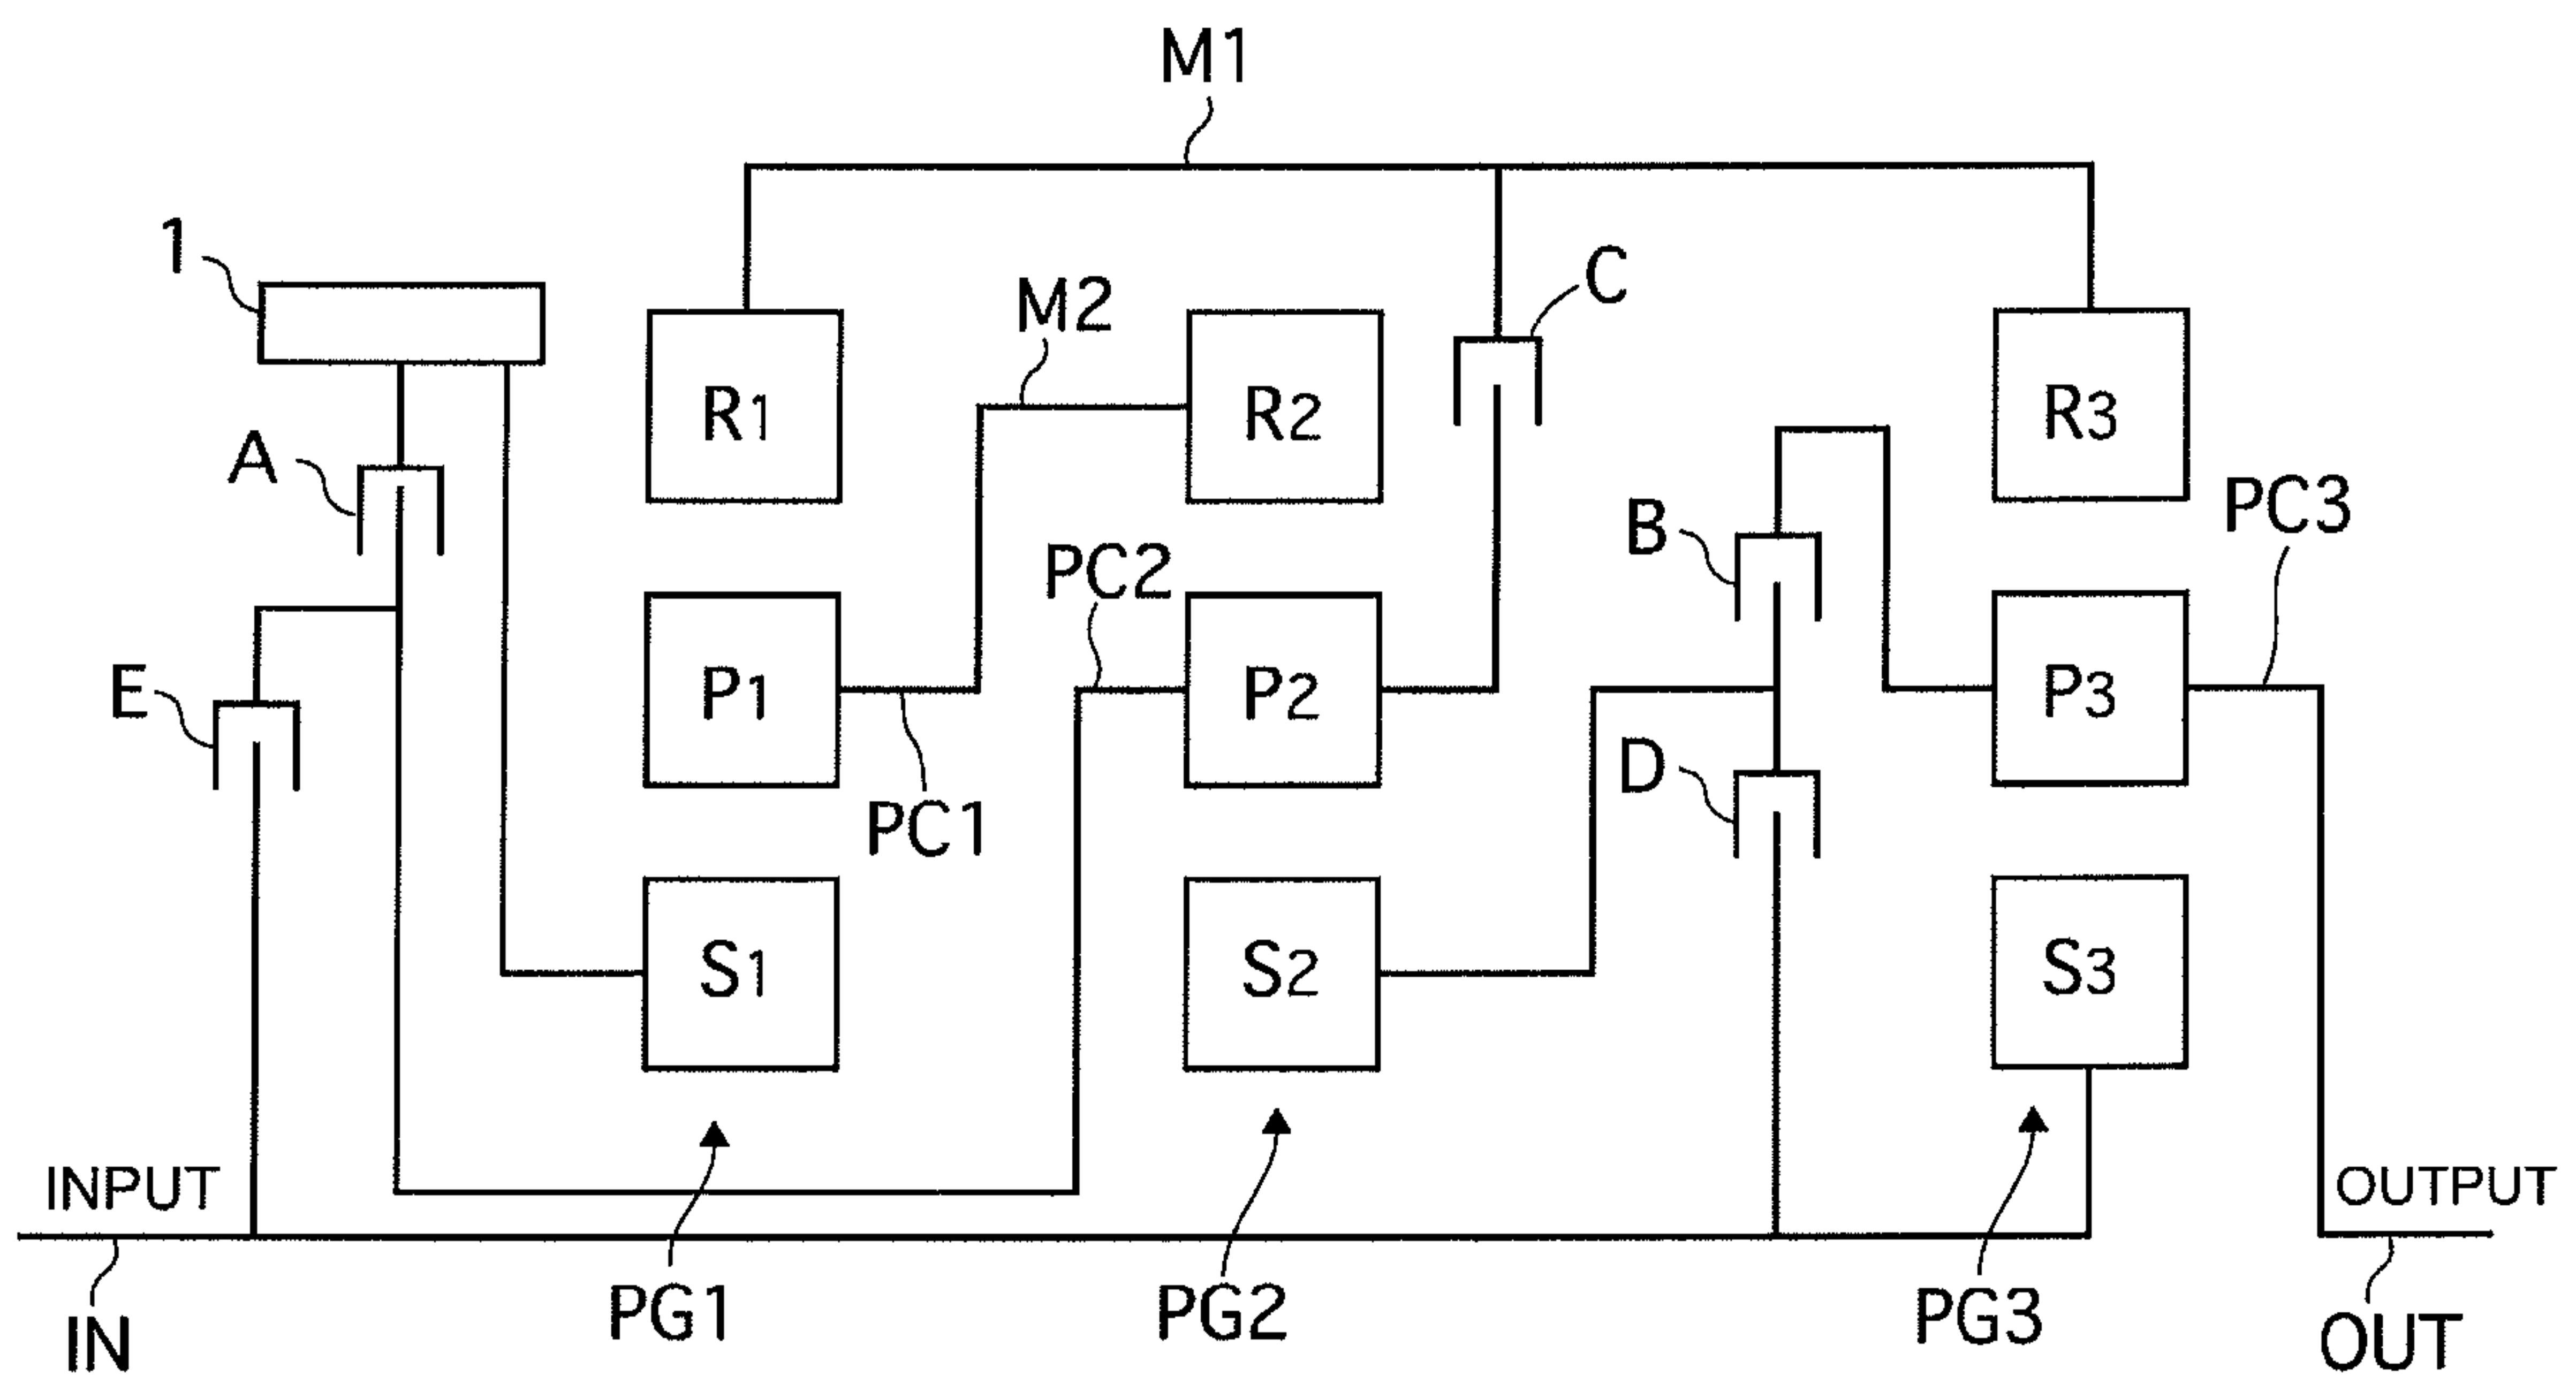 M1
1
M2
C
R1
R2
R3
A
B
PC3
PC2
E
P1
P2
P3
D
PC1
S1
S2
S3
INPUT
OUTPUT
IN
PG1
PG2
PG3
OUT